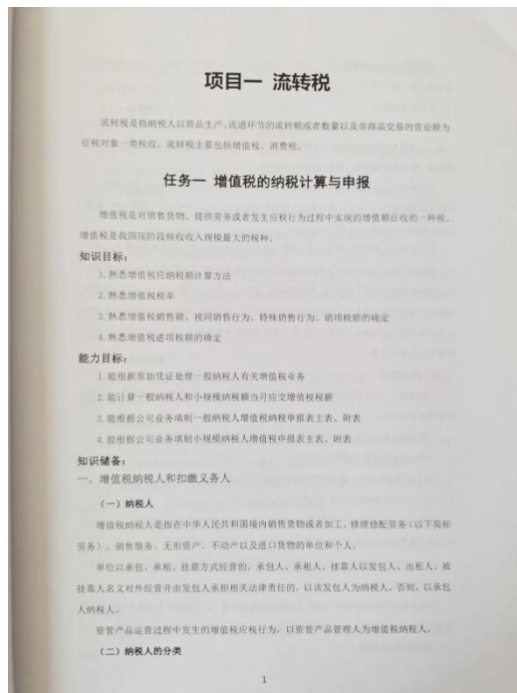 项目一 流转税
流转税是指纳税人以商品生产、流通环节的流转额或者数量以及非商品交易的营业额为
征税对象一类税收。流转税主要包括增值税、消费税。
任务一 增值税的纳税计算与申报
增值税是对销售货物、提供劳务或者发生应税行为过程中实现的增值额征收的一种税。
增值税是我国现阶段税收收入规模最大的税种。
知识目标：
1.熟悉增值税应纳税额计算方法
2.熟悉增值税税率
3.熟悉增值税销售额、视同销售行为、特殊销售行为、销项税额的确定
4.熟悉增值税进项税额的确定
能力目标：
1.能根据原始凭证处理一般纳税人有关增值税业务
2.能计算一般纳税人和小规模纳税额当月应交增值税税额
3.能根据公司业务填制一般纳税人增值税纳税申报表主表、附表
4.能根据公司业务填制小规模纳税人增值税申报表主表、附表
知识储备：
一、增值税纳税人和扣缴义务人
（一）纳税人
增值税纳税人是指在中华人民共和国境内销售货物或者加工、修理修配劳务（以下简称
劳务），销售服务、无形资产、不动产以及进口货物的单位和个人。
单位以承包、承租、挂靠方式经营的，承包人、承租人、挂靠人以发包人、出租人、被
挂靠人名义对外经营并由发包人承担相关法律责任的，以该发包人为纳税人。否则，以承包
人纳税人。
资管产品运营过程中发生的增值税应税行为，以资管产品管理人为增值税纳税人。
（二）纳税人的分类
1